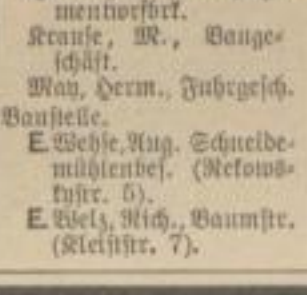 mentworfbrk.
Krause, M., Bauge-
schäft.
May, Herm., Fuhrgesch.
Baustelle.
E Wehse, Aug. Schneide-
mühlenbes. (Rekows-
kystr. 5).
E Welz, Rich., Baumstr.
(Kleiststr. 7).